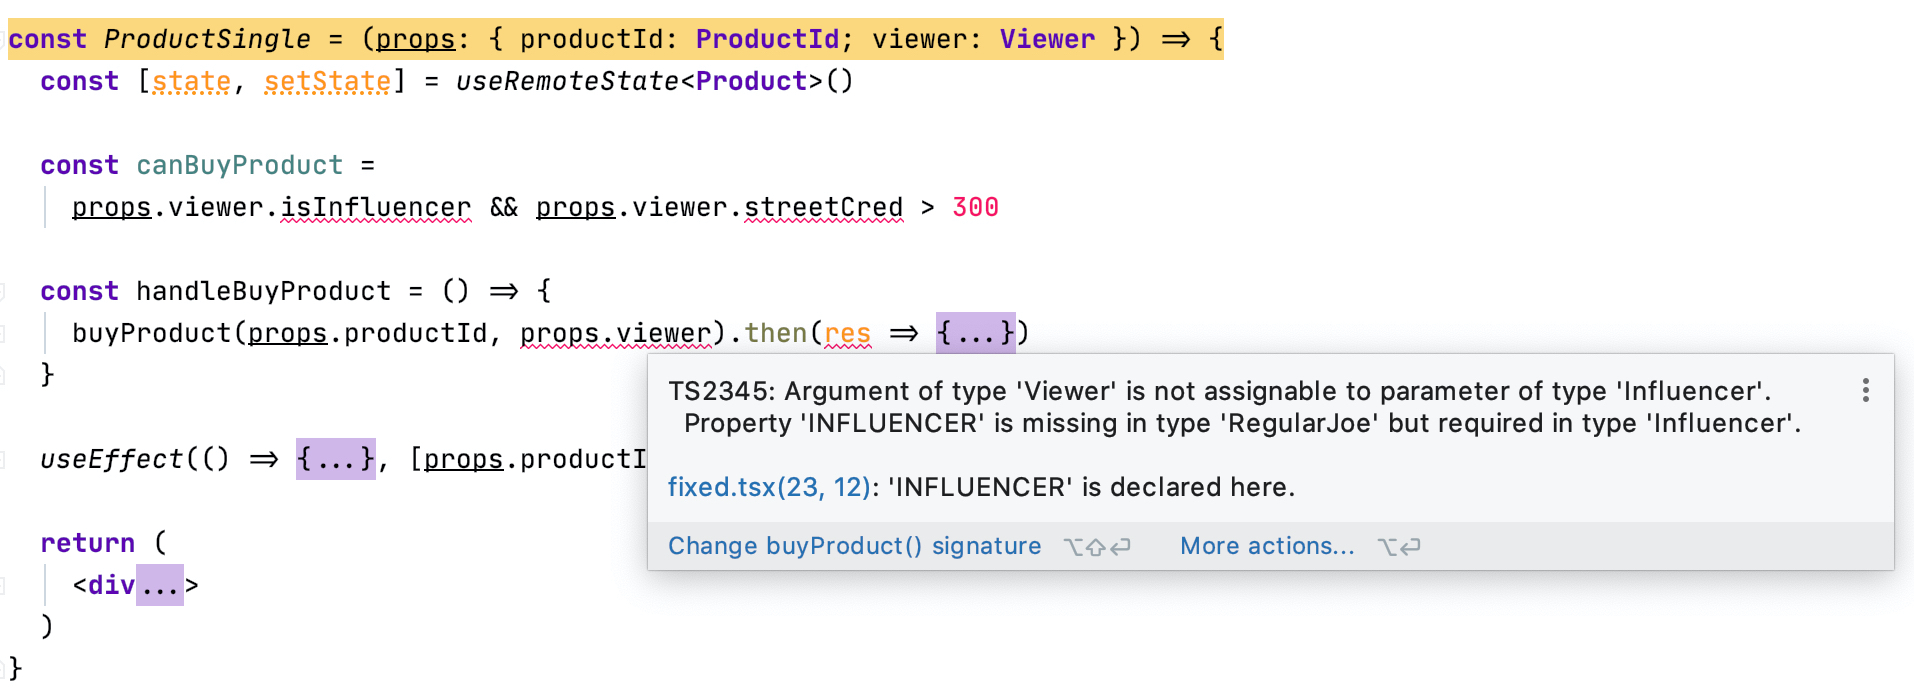 const ProductSingle = (props: { productId: ProductId; viewer: Viewer }) => {
const [state, setState] = useRemoteState<Product>()
const canBuyProduct =
props.viewer.isInfluencer && props.viewer.streetCred > 300
const handleBuyProduct = () => {
buyProduct(props.productId, props.viewer).then(res => {...})
}
TS2345: Argument of type 'Viewer' is not assignable to parameter of type 'Influencer'.
Property 'INFLUENCER' is missing in type 'RegularJoe' but required in type 'Influencer'.
useEffect(() => {...}, [props.productI
fixed.tsx(23, 12): 'INFLUENCER' is declared here.
return (
Change buyProduct() signature ⌥⇧⏎ More actions... ⌥⏎
<div...>
)
}